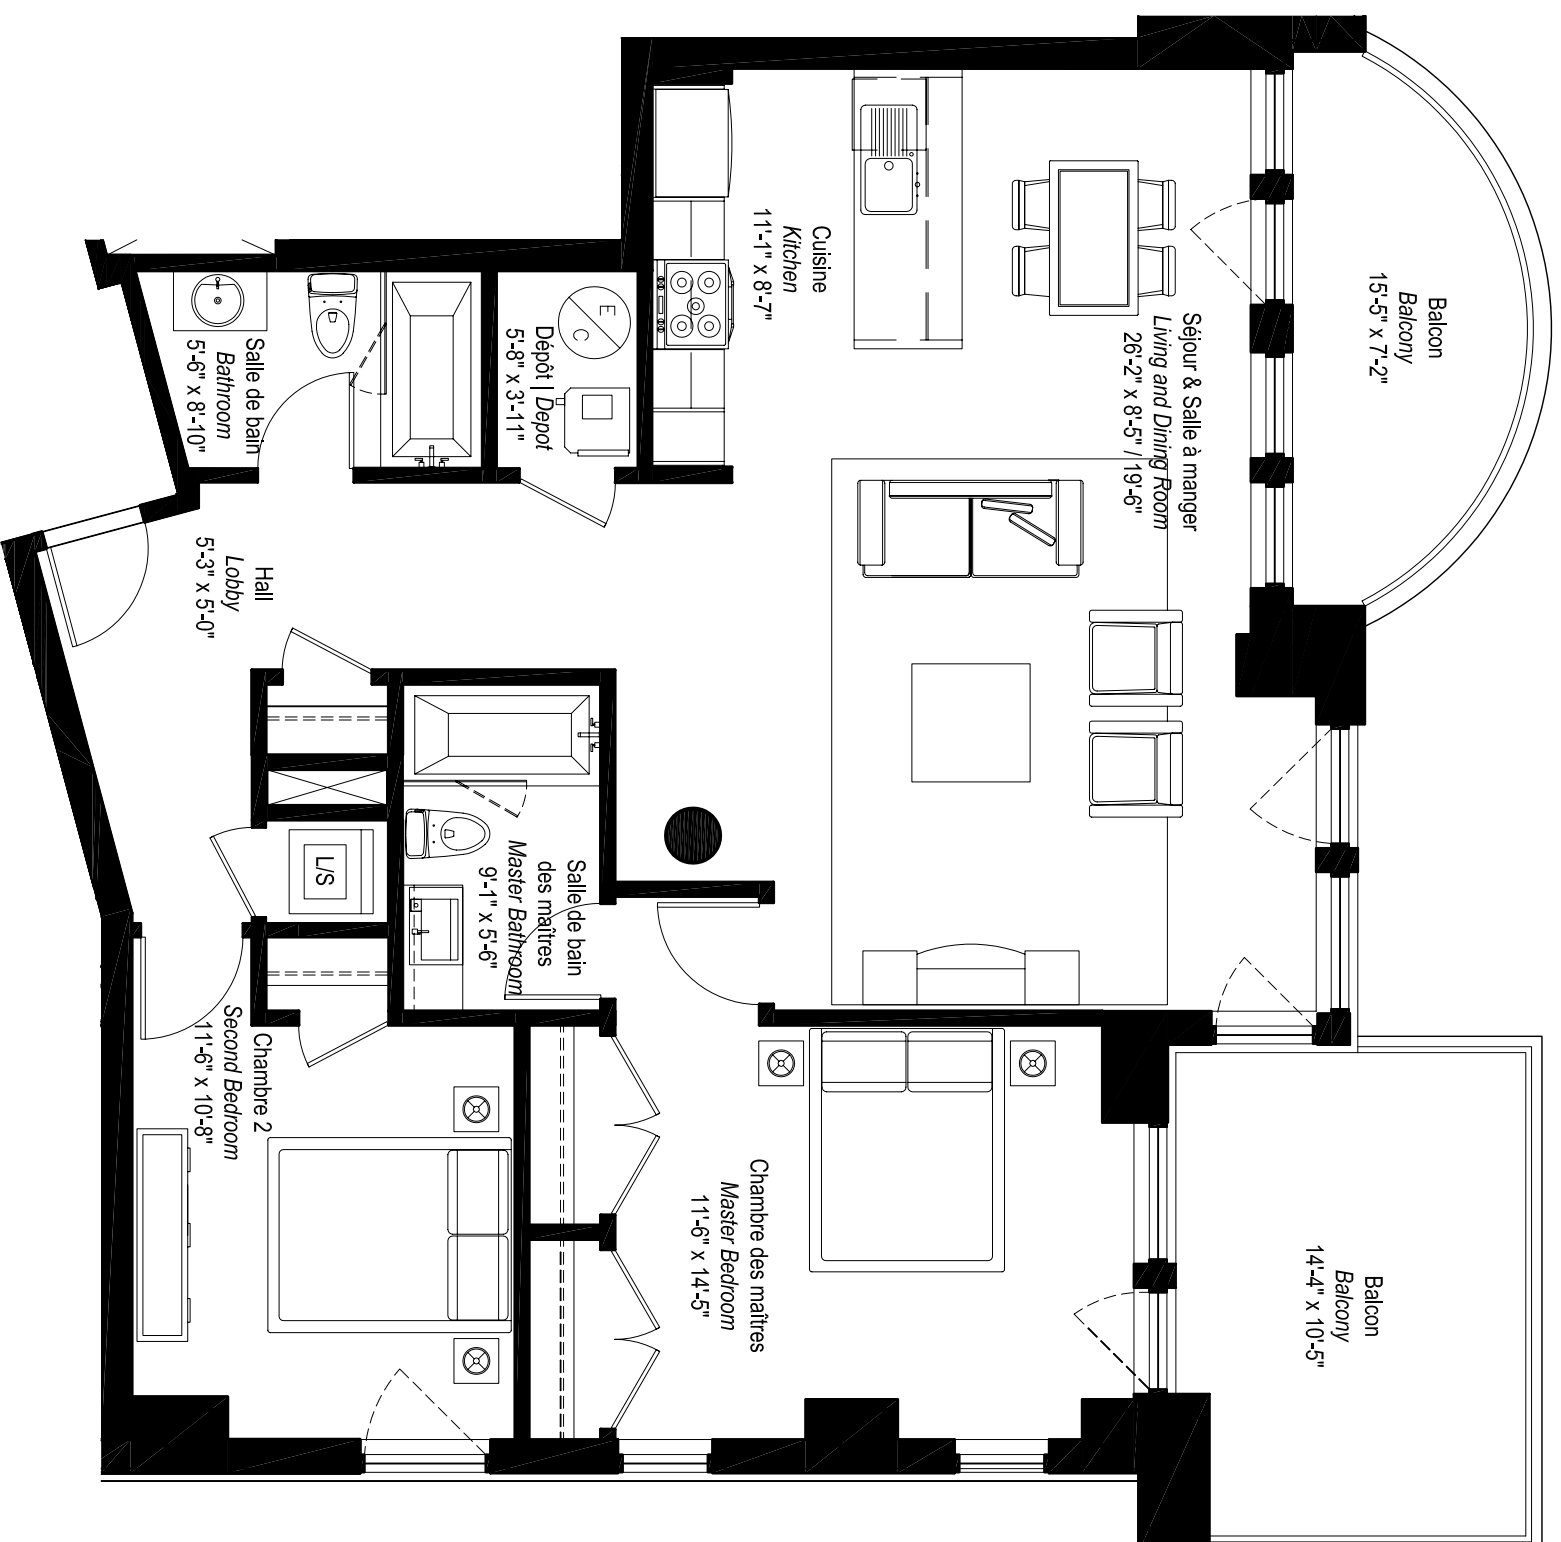 Balcon
Balcony
15'-5" x 7'-2"
Séjour & Salle à manger
Living and Dining Room
26'-2" x 8'-5" / 19'-6"
Cuisine
Kitchen
11'-1" x 8'-7"
E
C
Dépôt | Depot
5'-8" x 3'-11"
Salle de bain
Bathroom
5'-6" x 8'-10"
Hall
Lobby
5'-3" x 5'-0"
Salle de bain
des maîtres
Master Bathroom
9'-1" x 5'-6"
L/S
Chambre 2
Second Bedroom
11'-6" x 10'-8"
Chambre des maîtres
Master Bedroom
11'-6" x 14'-5"
Balcon
Balcony
14'-4" x 10'-5"